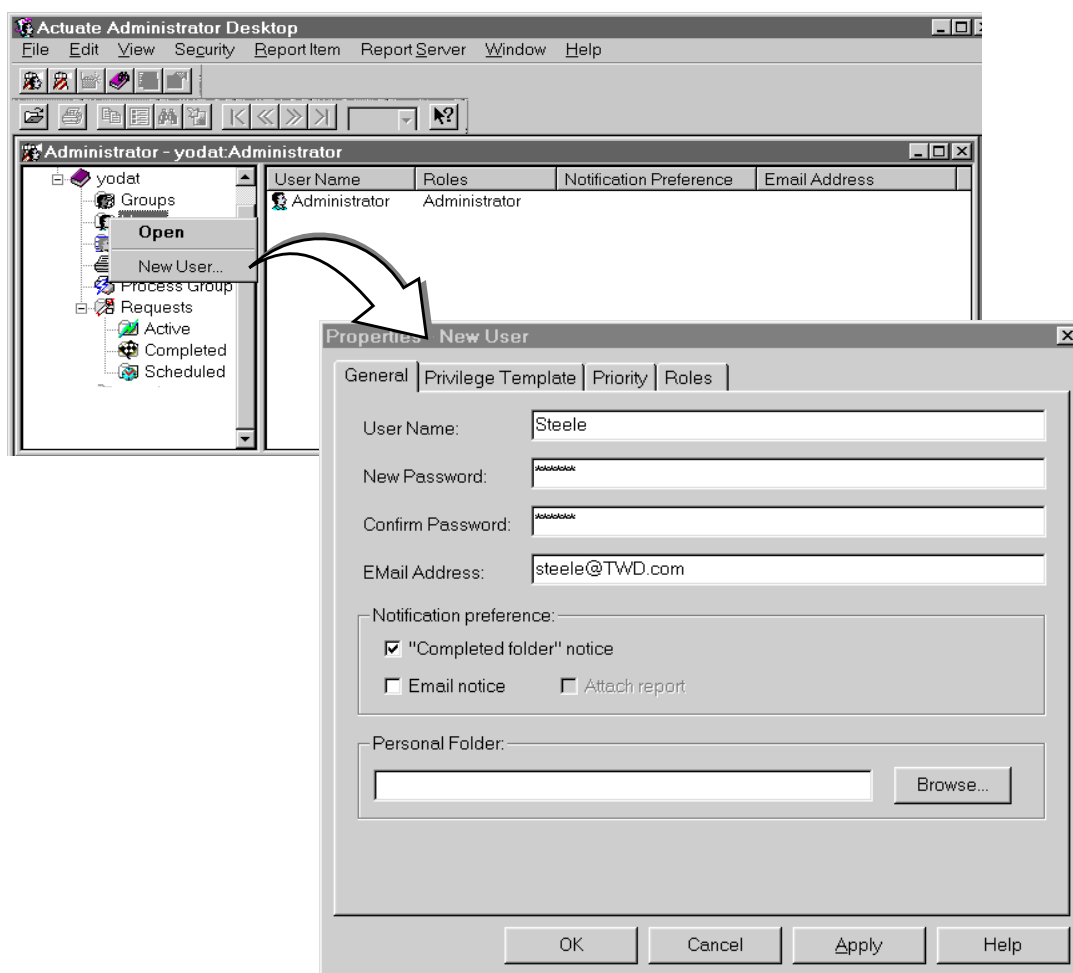 Actuate Administrator Desktop
File Edit View Security Report Item Report Server Window Help
Administrator - yodat:Administrator
yodat
Groups
Open
New User...
Process Group
Requests
Active
Completed
Scheduled
User Name Roles Notification Preference Email Address
Administrator Administrator
Properties New User
General Privilege Template Priority Roles
User Name: Steele
New Password: *******
Confirm Password: *******
EMail Address: steele@TWD.com
Notification preference:
"Completed folder" notice
Email notice Attach report
Personal Folder:
Browse...
OK Cancel Apply Help